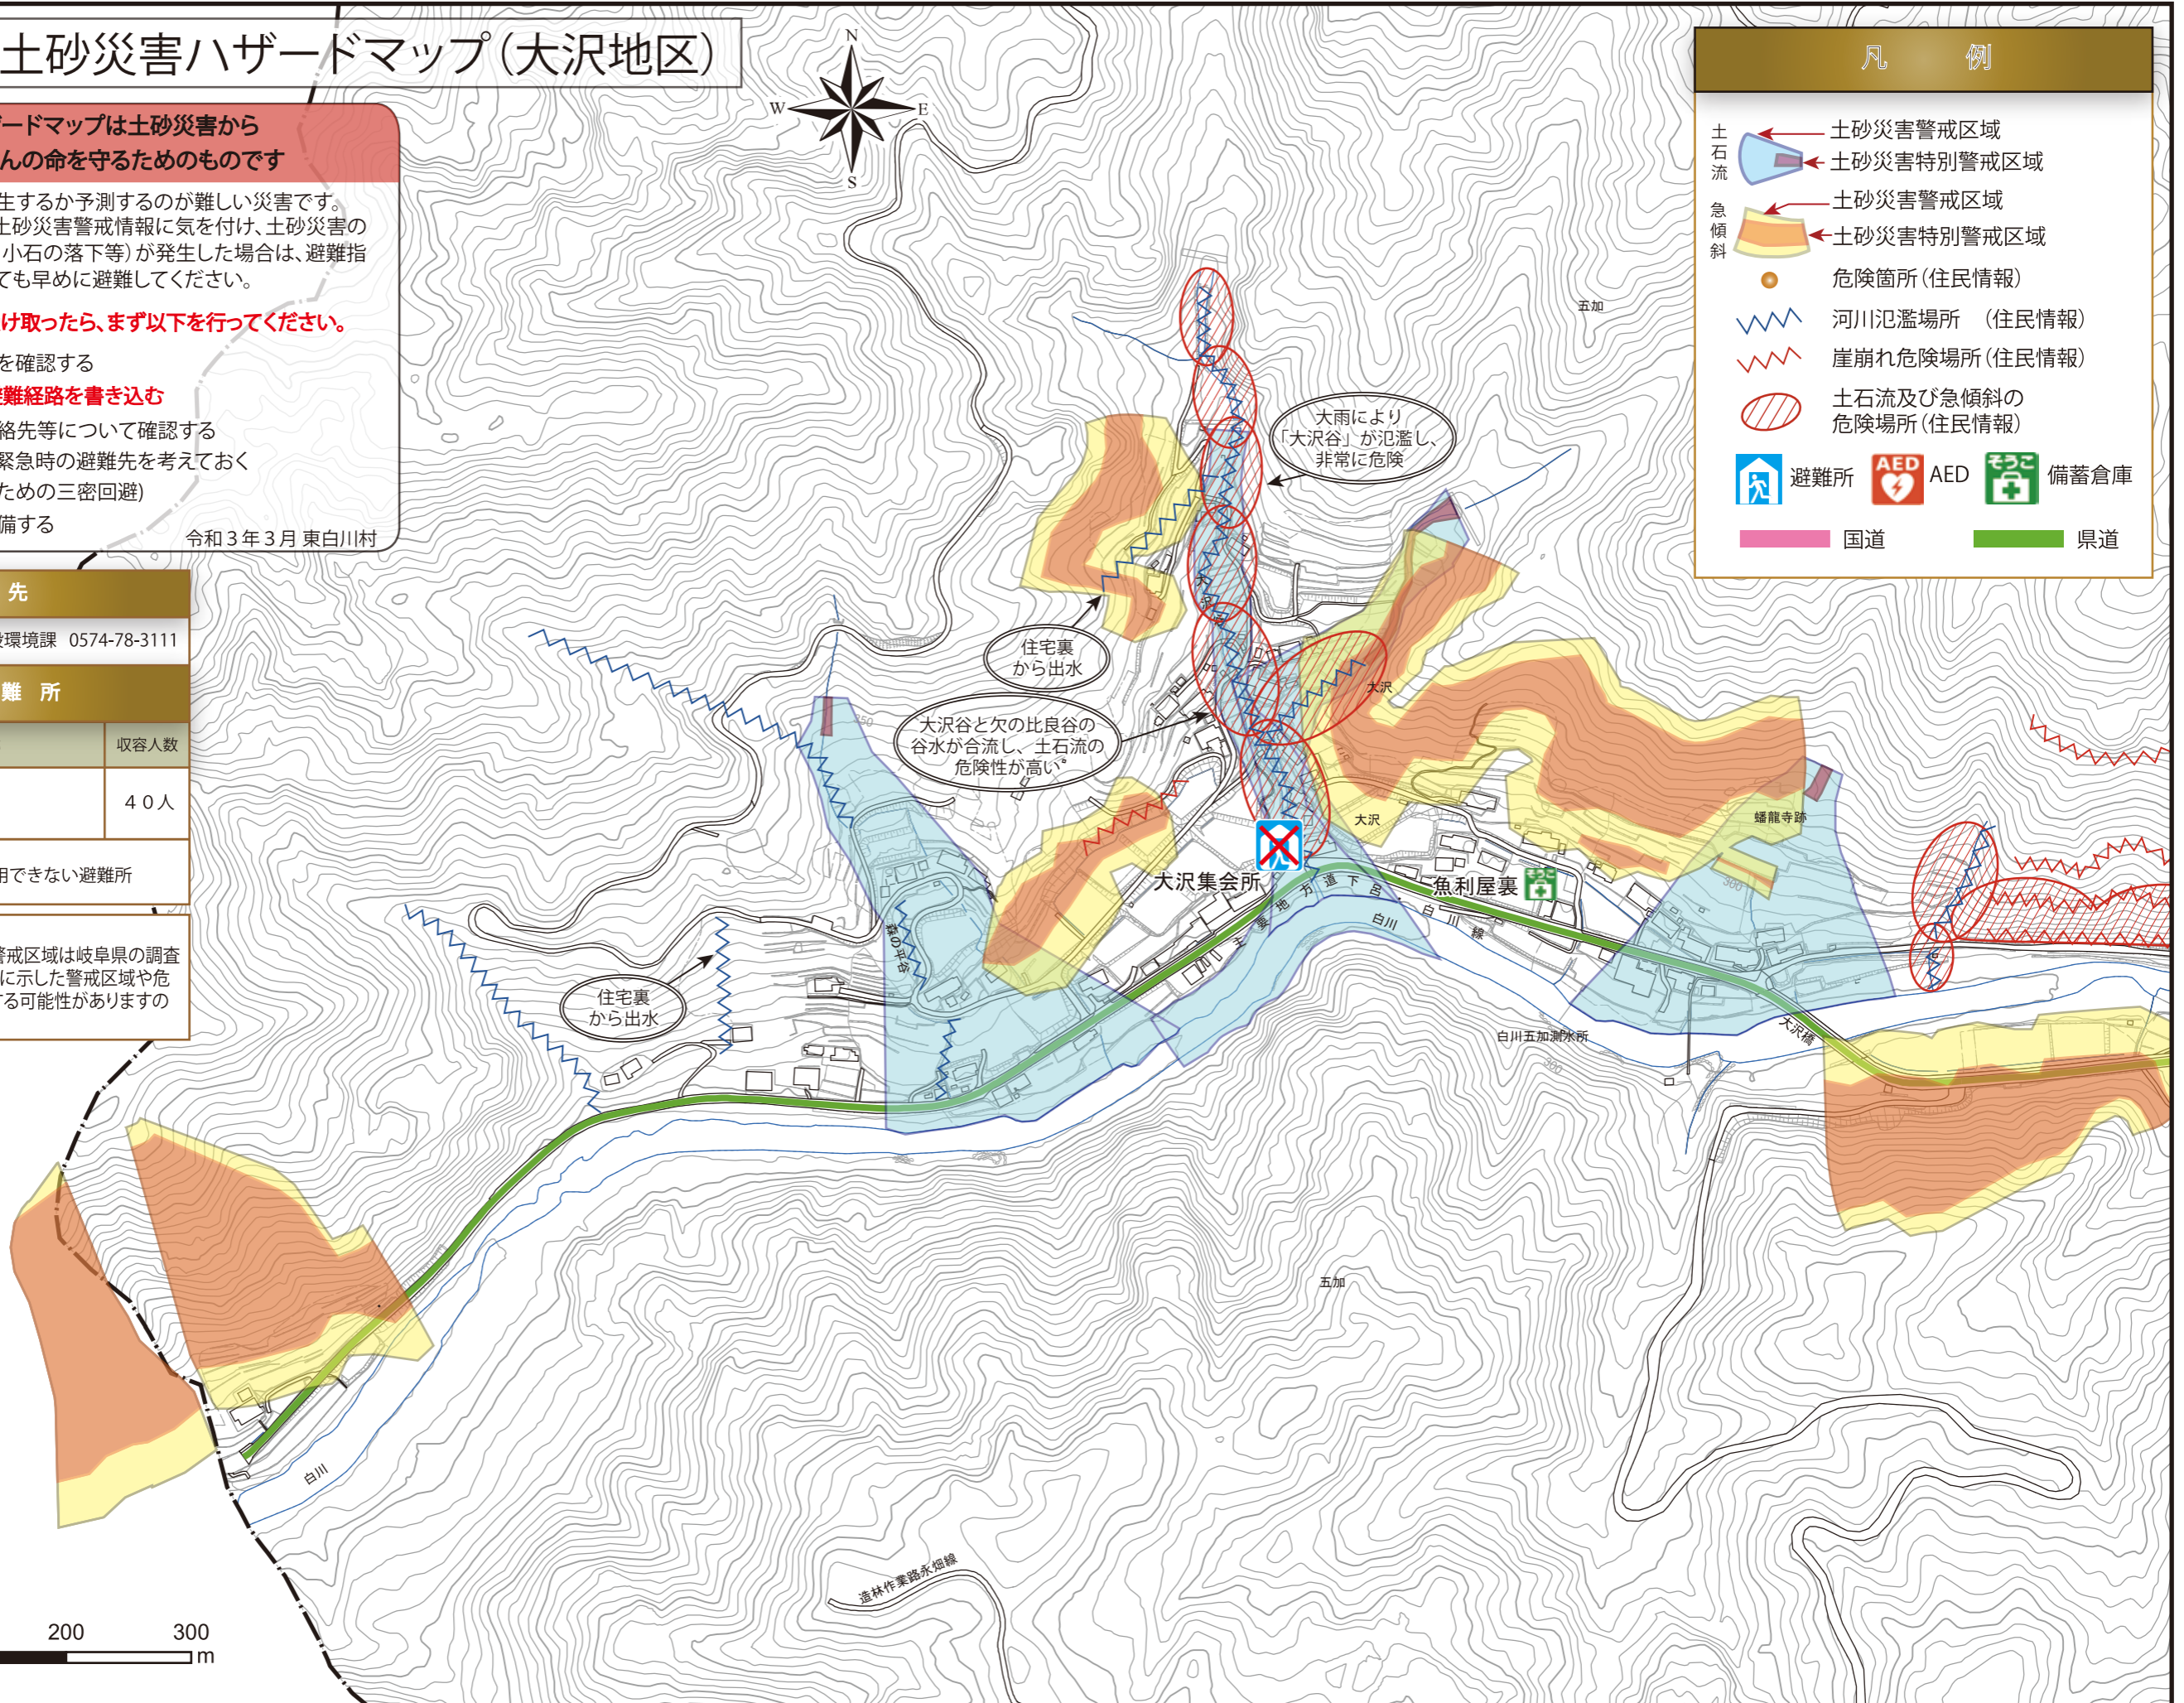 土砂災害ハザードマップ(大沢地区)
ードマップは土砂災害から
んの命を守るためのものです
生するか予測するのが難しい災害です。
土砂災害警戒情報に気を付け、土砂災害の
小石の落下等)が発生した場合は、避難指
ても早めに避難してください。
け取ったら、まず以下を行ってください。
を確認する
難経路を書き込む
絡先等について確認する
緊急時の避難先を考えておく
ための三密回避)
備する
令和3年3月 東白川村
先
環境課 0574-78-3111
難 所
収容人数
40人
用できない避難所
警戒区域は岐阜県の調査
に示した警戒区域や危
する可能性がありますの
N
W
E
S
凡 例
土石流
土砂災害警戒区域
土砂災害特別警戒区域
急傾斜
土砂災害警戒区域
土砂災害特別警戒区域
危険箇所(住民情報)
河川氾濫場所 (住民情報)
崖崩れ危険場所(住民情報)
土石流及び急傾斜の
危険場所(住民情報)
避難所
AED
AED
そうこ
備蓄倉庫
国道
県道
五加
大雨により
「大沢谷」が氾濫し、
非常に危険
住宅裏
から出水
大沢谷と欠の比良谷の
谷水が合流し、土石流の
危険性が高い
350
大沢
大沢
蟠龍寺跡
300
大沢集会所
魚利屋裏
そうこ
主要地方道下呂白川線
白川
森の平谷
住宅裏
から出水
白川五加測水所
300
大沢橋
五加
白川
造林作業路永畑線
200
300
m